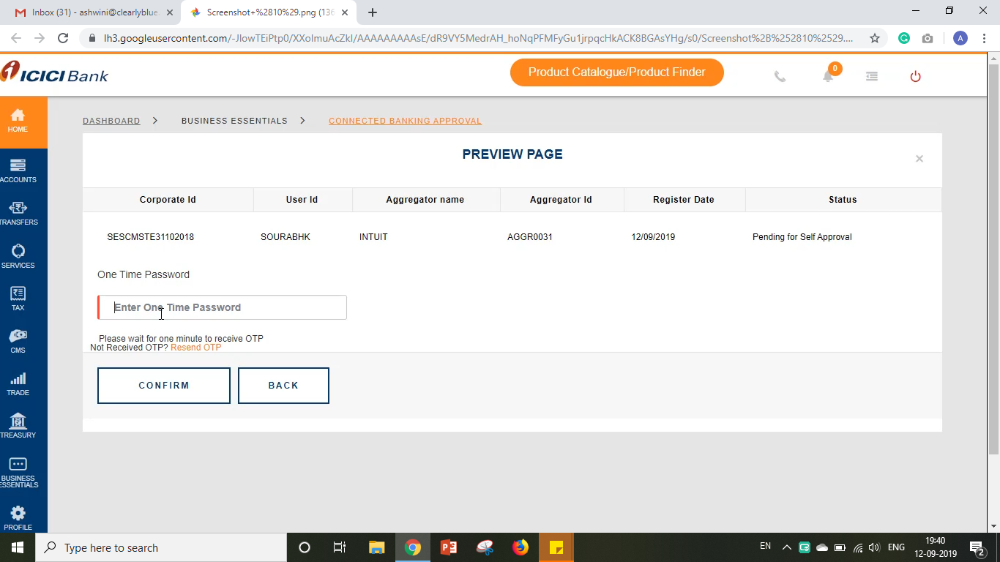 Inbox (31) - ashwini@clearlyblue.
Screenshot+%2810%29.png (136
lh3.googleusercontent.com/-JIowTEiPtp0/XXoImuAcZkI/AAAAAAAAAsE/dR9VY5MedrAH_hoNqPFMFyGu1jrpqcHkACK8BGAsYHg/s0/Screenshot%2B%252810%2529....
A
ICICI Bank
Product Catalogue/Product Finder
0
HOME
ACCOUNTS
TRANSFERS
SERVICES
TAX
CMS
TRADE
TREASURY
BUSINESS
ESSENTIALS
PROFILE
DASHBOARD > BUSINESS ESSENTIALS > CONNECTED BANKING APPROVAL
PREVIEW PAGE
×
Corporate Id User Id Aggregator name Aggregator Id Register Date Status
SESCMSTE31102018 SOURABHK INTUIT AGGR0031 12/09/2019 Pending for Self Approval
One Time Password
Enter One Time Password
Please wait for one minute to receive OTP
Not Received OTP? Resend OTP
CONFIRM BACK
Type here to search
EN
ENG
19:40
12-09-2019
2